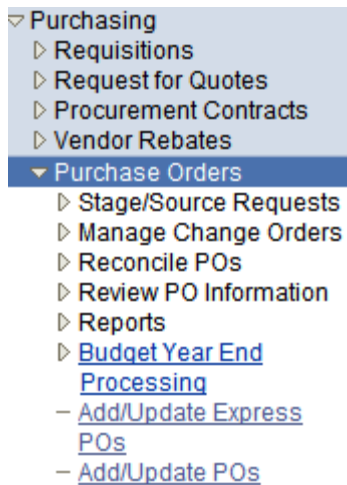 Purchasing
Requisitions
Request for Quotes
Procurement Contracts
Vendor Rebates
Purchase Orders
Stage/Source Requests
Manage Change Orders
Reconcile POs
Review PO Information
Reports
Budget Year End
Processing
– Add/Update Express
POs
– Add/Update POs